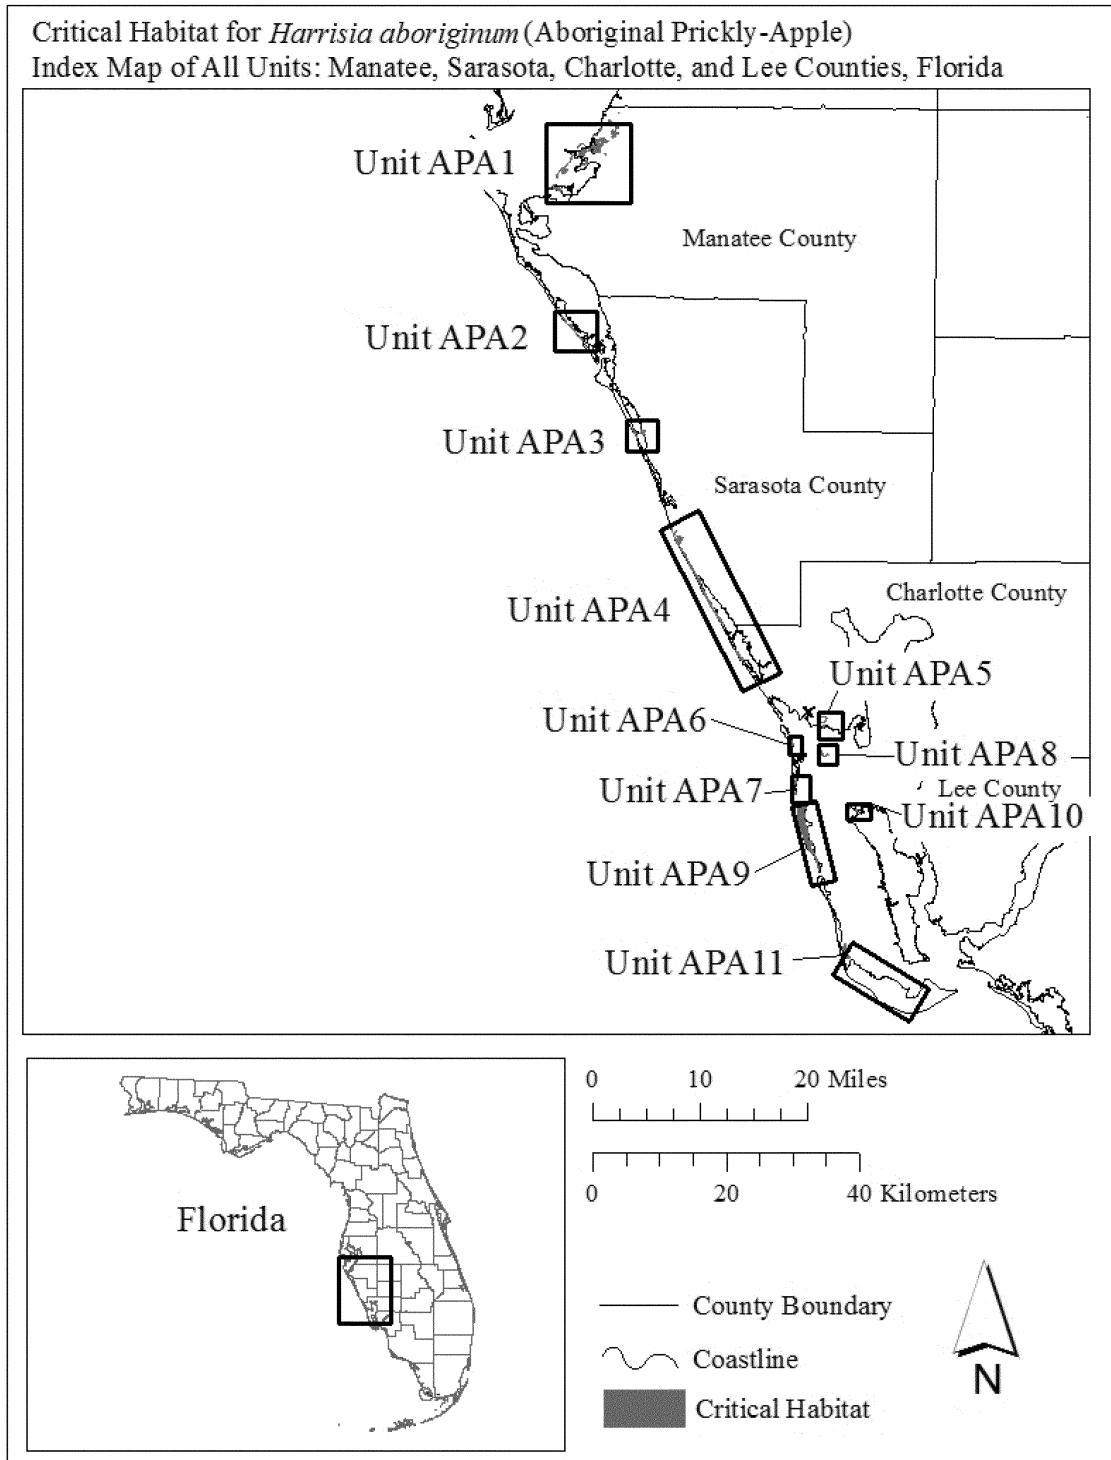 Critical Habitat for Harrisia aboriginum (Aboriginal Prickly-Apple)
Index Map of All Units: Manatee, Sarasota, Charlotte, and Lee Counties, Florida
Unit APA1
Manatee County
Unit APA2
Unit APA3
Sarasota County
Charlotte County
Unit APA4
Unit APA5
Unit APA6
Unit APA8
Unit APA7
Lee County
Unit APA10
Unit APA9
Unit APA11
Florida
0 10 20 Miles
0 20 40 Kilometers
County Boundary
Coastline
Critical Habitat
N